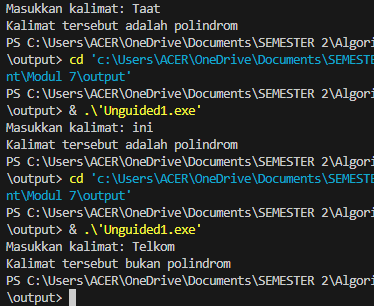 Masukkan kalimat: Taat
Kalimat tersebut adalah polindrom
PS C:\Users\ACER\OneDrive\Documents\SEMESTER 2\Algori
\output> cd 'c:\Users\ACER\OneDrive\Documents\SEMESTE
nt\Modul 7\output'
PS C:\Users\ACER\OneDrive\Documents\SEMESTER 2\Algori
\output> & .\'Unguided1.exe'
Masukkan kalimat: ini
Kalimat tersebut adalah polindrom
PS C:\Users\ACER\OneDrive\Documents\SEMESTER 2\Algori
\output> cd 'c:\Users\ACER\OneDrive\Documents\SEMESTE
nt\Modul 7\output'
PS C:\Users\ACER\OneDrive\Documents\SEMESTER 2\Algori
\output> & .\'Unguided1.exe'
Masukkan kalimat: Telkom
Kalimat tersebut bukan polindrom
PS C:\Users\ACER\OneDrive\Documents\SEMESTER 2\Algori
\output>